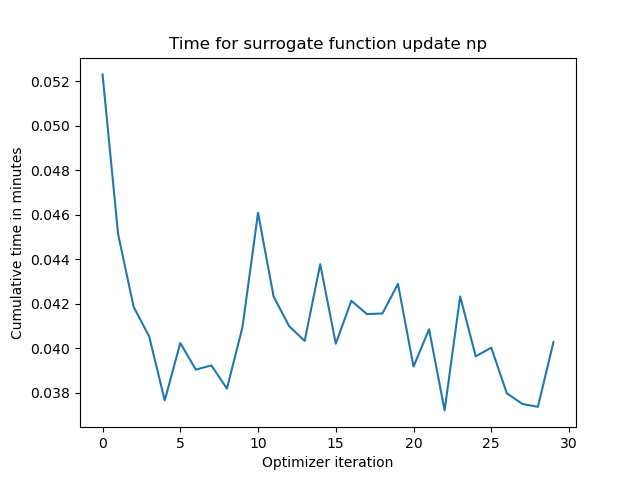 Time for surrogate function update np
Cumulative time in minutes
0.052
0.050
0.048
0.046
0.044
0.042
0.040
0.038
0 5 10 15 20 25 30
Optimizer iteration